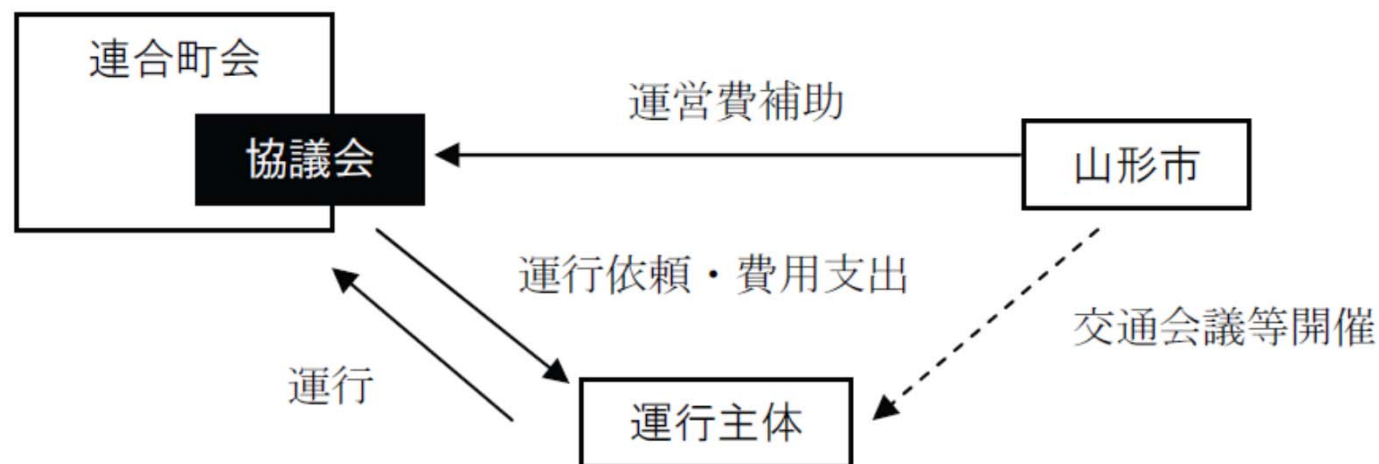 連合町会
運営費補助
協議会
山形市
運行依頼・費用支出
交通会議等開催
運行
運行主体